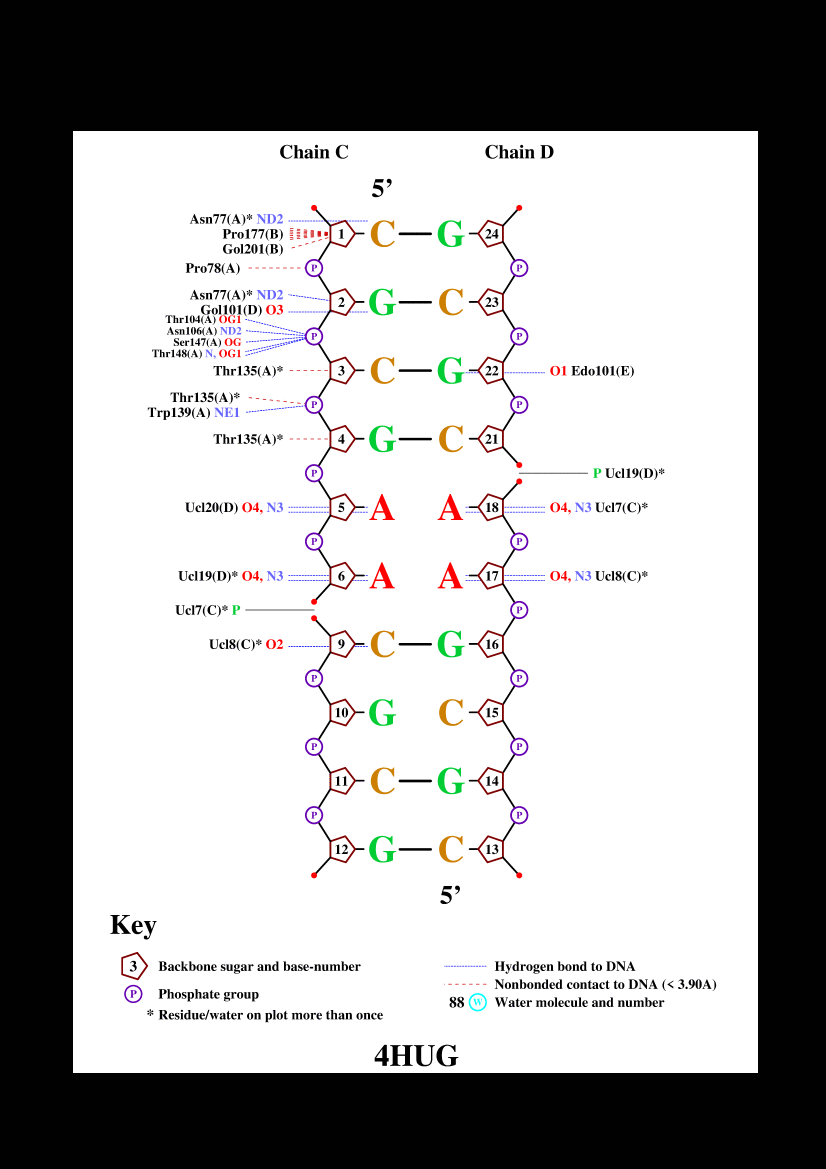 Chain C Chain D
5’
Asn77(A)* ND2
Pro177(B) 1 C G 24
Gol201(B)
Pro78(A) P P
Asn77(A)* ND2
2 G C 23
Gol101(D) O3
Thr104(A) OG1
Asn106(A) ND2 P P
Ser147(A) OG
Thr148(A) N, OG1
Thr135(A)* 3 C G 22 O1 Edo101(E)
Thr135(A)*
P P
Trp139(A) NE1
Thr135(A)* 4 G C 21
P P Ucl19(D)*
Ucl20(D) O4, N3 5 A A 18 O4, N3 Ucl7(C)*
P P
Ucl19(D)* O4, N3 6 A A 17 O4, N3 Ucl8(C)*
Ucl7(C)* P P
Ucl8(C)* O2 9 C G 16
P P
10 G C 15
P P
11 C G 14
P P
12 G C 13
5’
Key
3 Backbone sugar and base-number Hydrogen bond to DNA
Nonbonded contact to DNA (< 3.90A)
P Phosphate group 88 W Water molecule and number
* Residue/water on plot more than once
4HUG